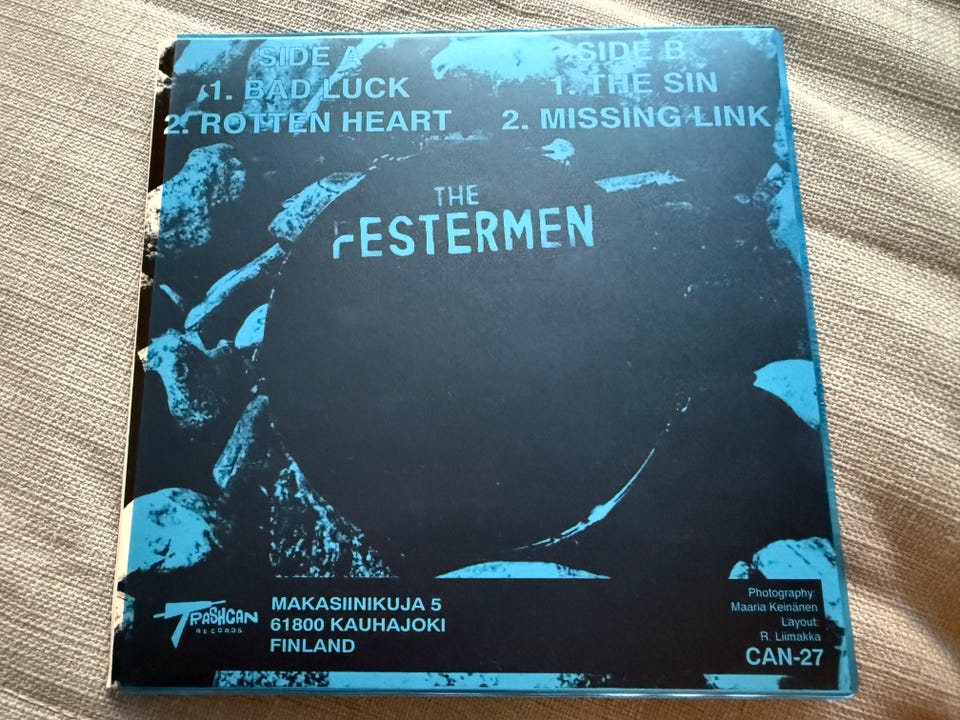 SIDE A
1. BAD LUCK
2. ROTTEN HEART
SIDE B
1. THE SIN
2. MISSING LINK
THE
FESTERMEN
TRASHCAN
RECORDS
MAKASIINIKUJA 5
61800 KAUHAJOKI
FINLAND
Photography:
Maaria Keinänen
Layout:
R. Liimakka
CAN-27